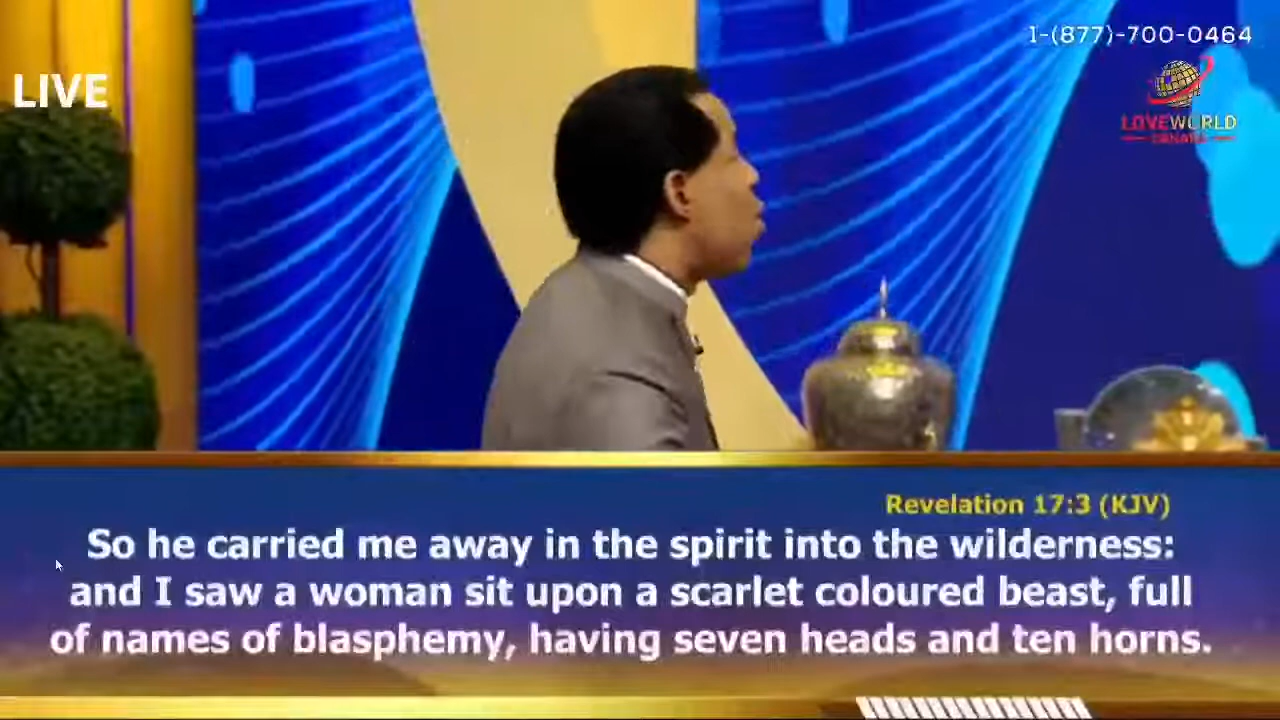 1-(877)-700-0464
LIVE
LOVEWORLD
CANADA
Revelation 17:3 (KJV)
So he carried me away in the spirit into the wilderness:
and I saw a woman sit upon a scarlet coloured beast, full
of names of blasphemy, having seven heads and ten horns.